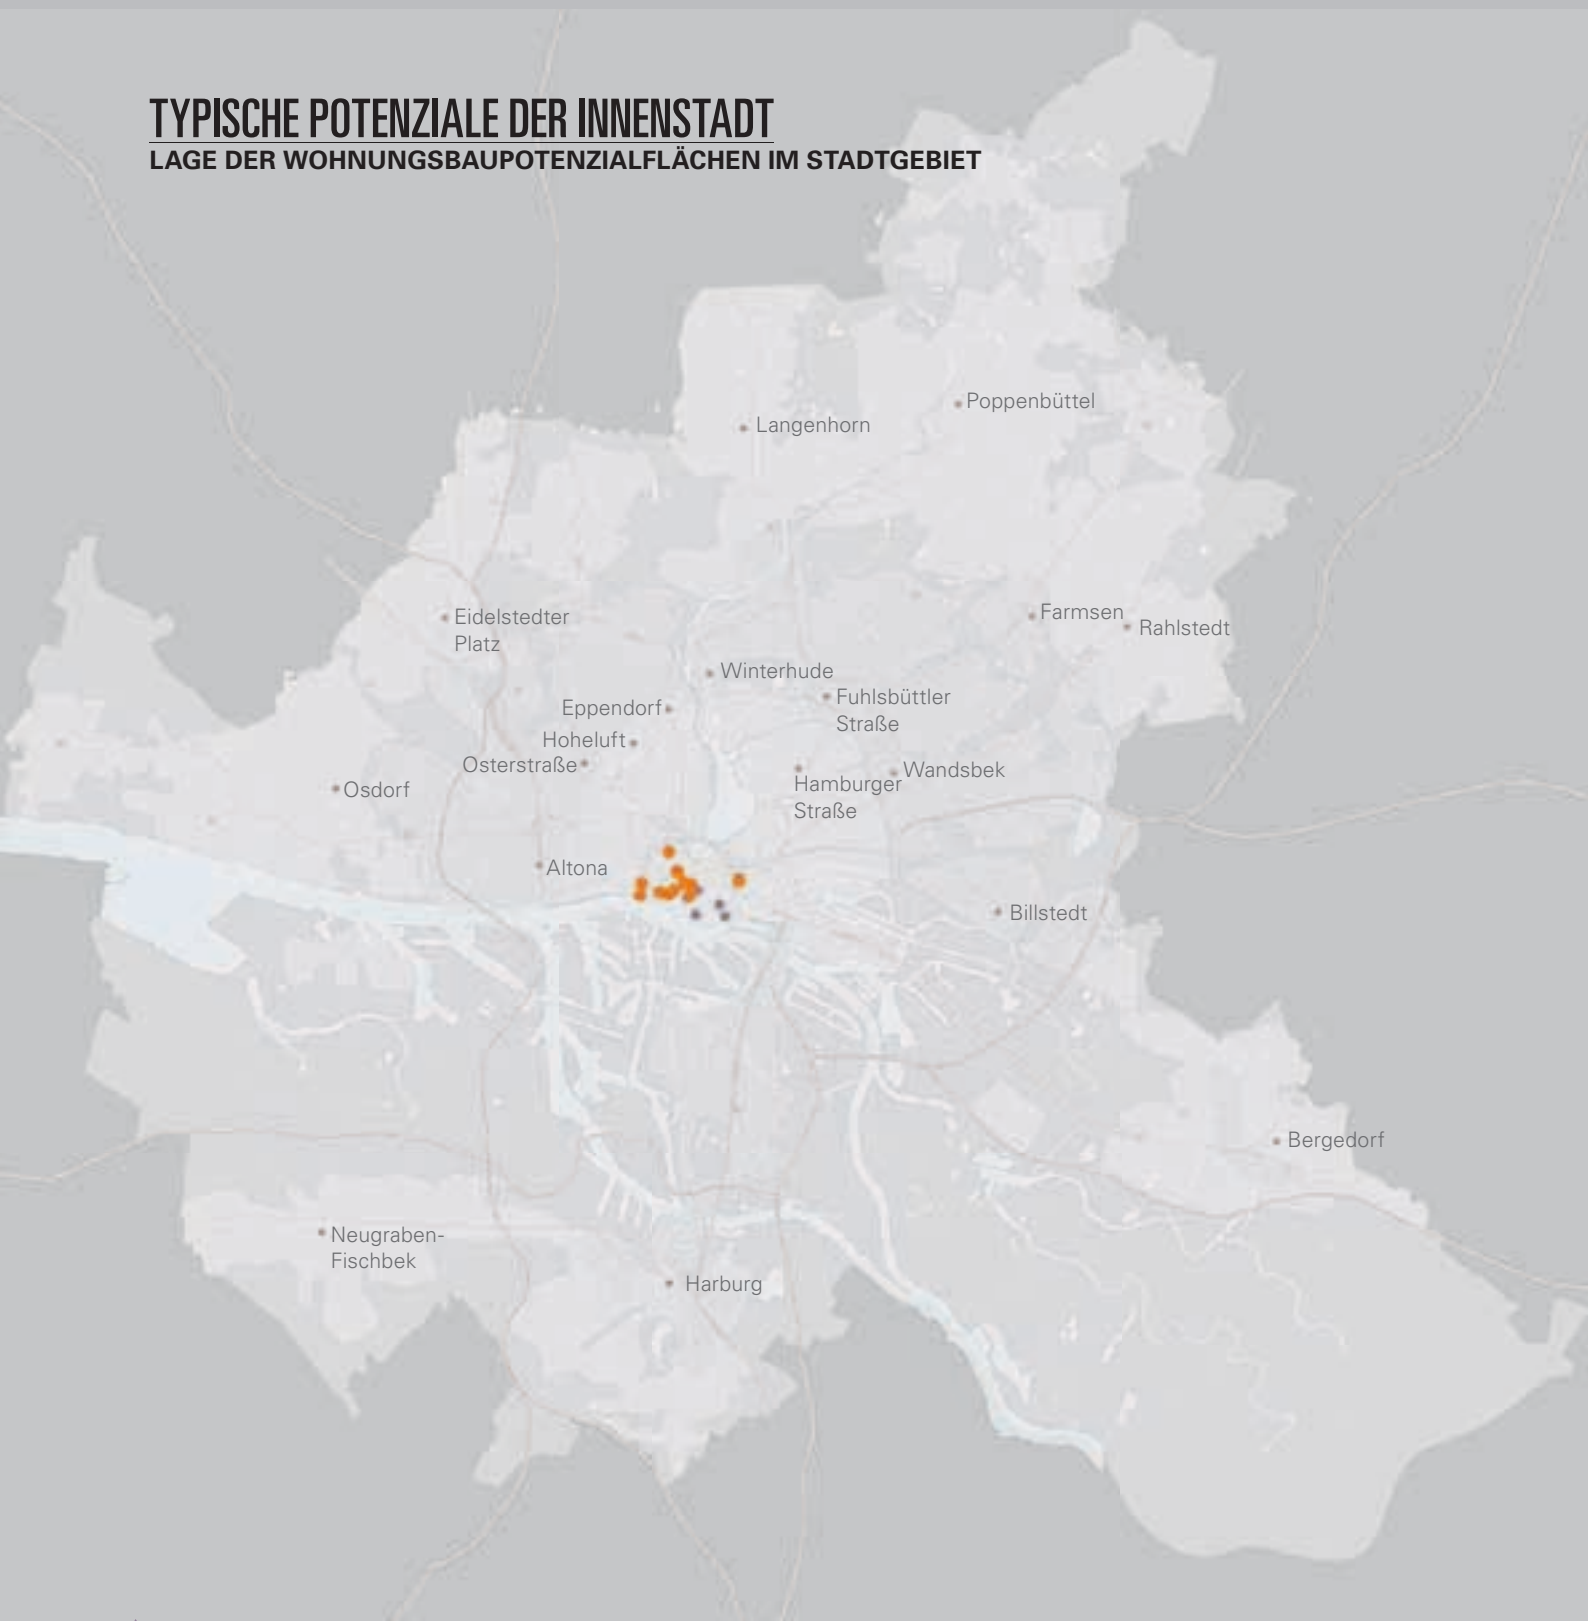 TYPISCHE POTENZIALE DER INNENSTADT
LAGE DER WOHNUNGSBAUPOTENZIALFLÄCHEN IM STADTGEBIET
Poppenbüttel
Langenhorn
Eidelstedter
Platz
Farmsen
Rahlstedt
Winterhude
Fuhlsbüttler
Straße
Eppendorf
Hoheluft
Osterstraße
Osdorf
Hamburger
Straße
Wandsbek
Altona
Billstedt
Bergedorf
Neugraben-
Fischbek
Harburg